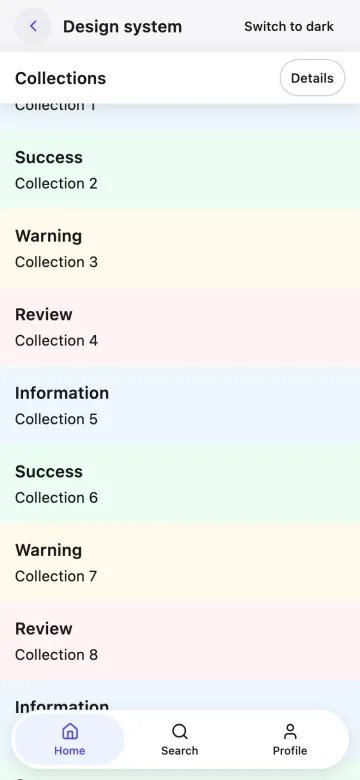 Design system
Switch to dark
Collections
Details
Collection 1
Success
Collection 2
Warning
Collection 3
Review
Collection 4
Information
Collection 5
Success
Collection 6
Warning
Collection 7
Review
Collection 8
Information
Home
Search
Profile